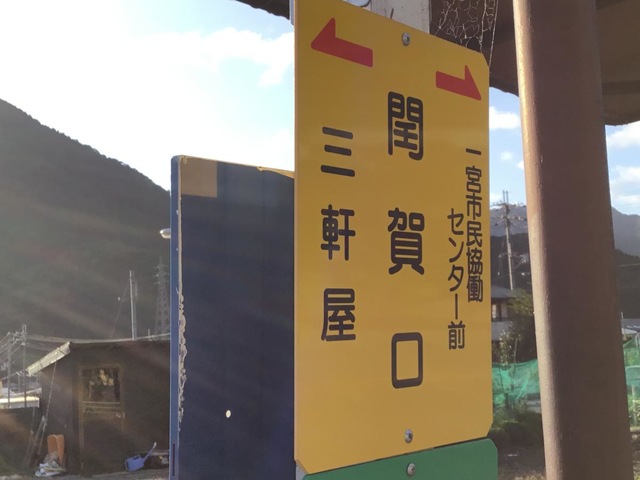 一宮市民協働
センター前
閏賀口
三軒屋